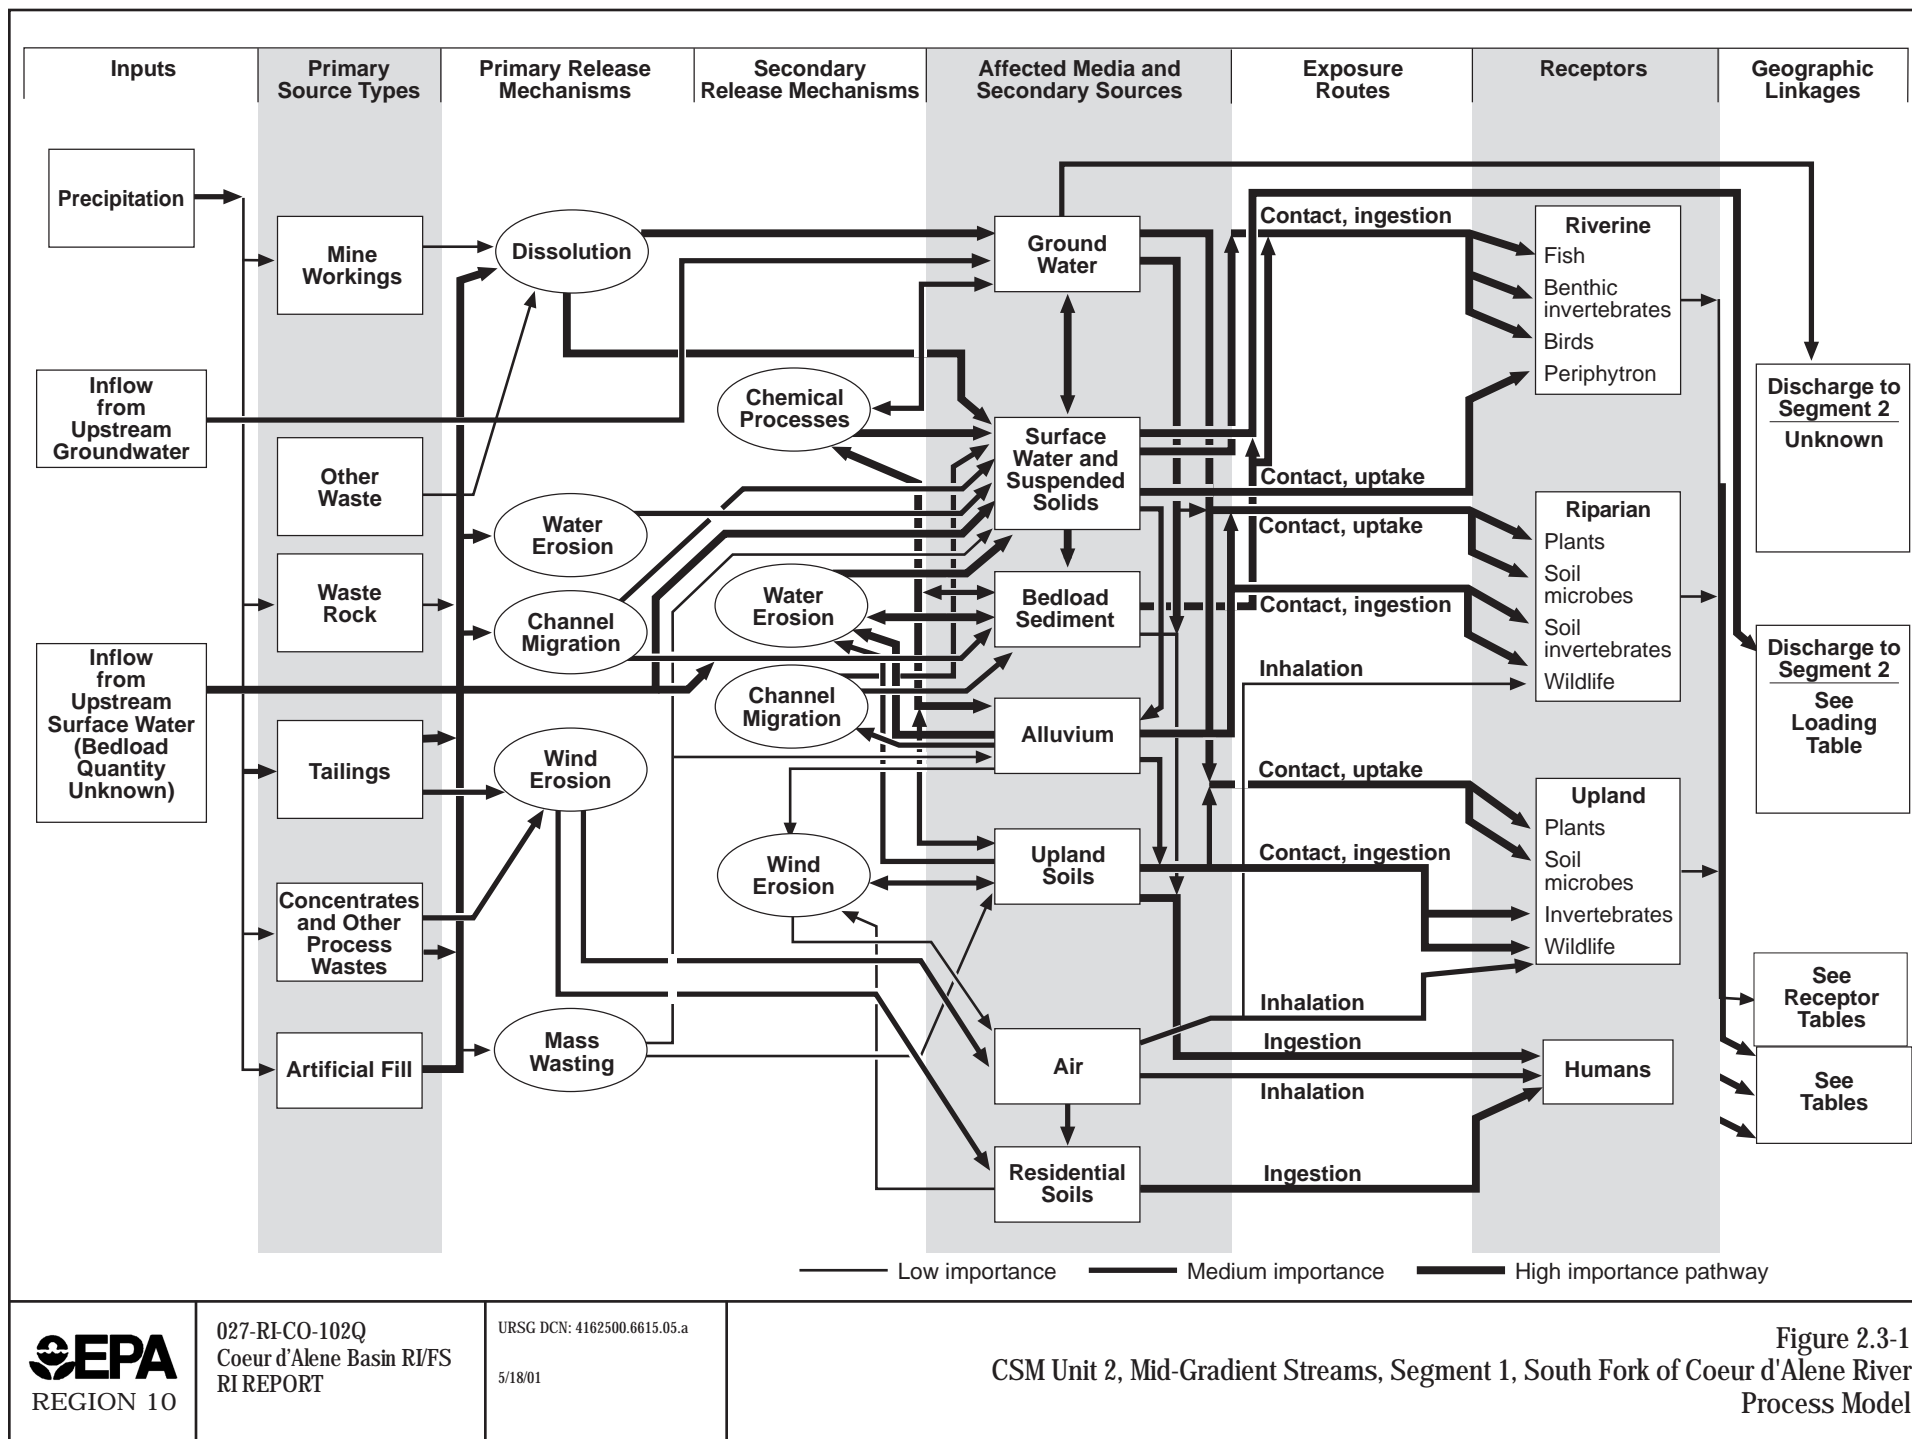 Inputs
Primary
Source Types
Primary Release
Mechanisms
Secondary
Release Mechanisms
Affected Media and
Secondary Sources
Exposure
Routes
Receptors
Geographic
Linkages
Precipitation
Inflow
from
Upstream
Groundwater
Inflow
from
Upstream
Surface Water
(Bedload
Quantity
Unknown)
Mine
Workings
Other
Waste
Waste
Rock
Tailings
Concentrates
and Other
Process
Wastes
Artificial Fill
Dissolution
Water
Erosion
Channel
Migration
Wind
Erosion
Mass
Wasting
Chemical
Processes
Water
Erosion
Channel
Migration
Wind
Erosion
Ground
Water
Surface
Water and
Suspended
Solids
Bedload
Sediment
Alluvium
Upland
Soils
Air
Residential
Soils
Contact, ingestion
Contact, uptake
Contact, uptake
Contact, ingestion
Inhalation
Contact, uptake
Contact, ingestion
Inhalation
Ingestion
Inhalation
Ingestion
Riverine
Fish
Benthic
invertebrates
Birds
Periphytron
Riparian
Plants
Soil
microbes
Soil
invertebrates
Wildlife
Upland
Plants
Soil
microbes
Invertebrates
Wildlife
Humans
Discharge to
Segment 2
Unknown
Discharge to
Segment 2
See
Loading
Table
See
Receptor
Tables
See
Tables
Low importance
Medium importance
High importance pathway
EPA
REGION 10
027-RI-CO-102Q
Coeur d'Alene Basin RI/FS
RI REPORT
URSG DCN: 4162500.6615.05.a
5/18/01
Figure 2.3-1
CSM Unit 2, Mid-Gradient Streams, Segment 1, South Fork of Coeur d'Alene River
Process Model